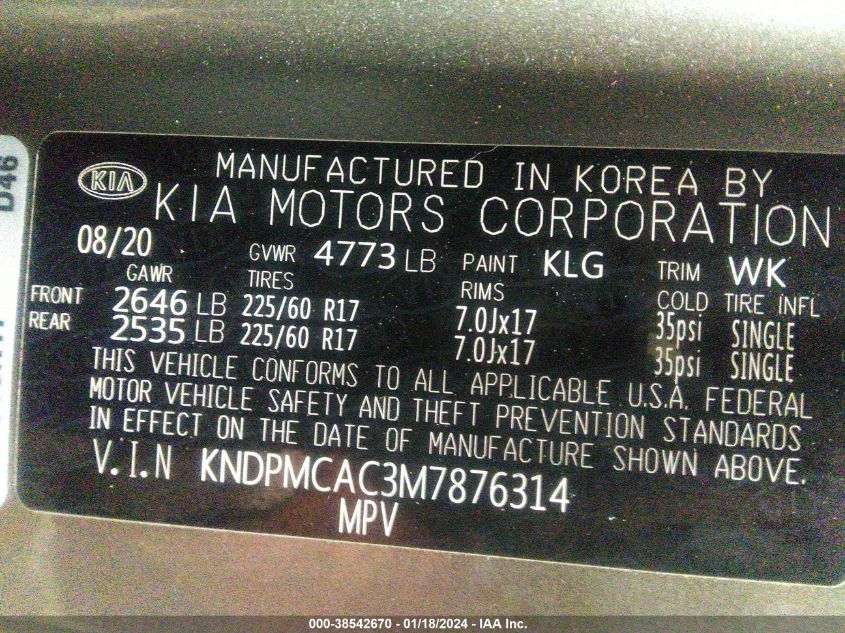 D46
KIA
MANUFACTURED IN KOREA BY
KIA MOTORS CORPORATION
08/20 GVWR 4773 LB PAINT KLG TRIM WK
GAWR TIRES RIMS COLD TIRE INFL
FRONT 2646 LB 225/60 R17 7.0Jx17 35psi SINGLE
REAR 2535 LB 225/60 R17 7.0Jx17 35psi SINGLE
THIS VEHICLE CONFORMS TO ALL APPLICABLE U.S.A. FEDERAL
MOTOR VEHICLE SAFETY AND THEFT PREVENTION STANDARDS
IN EFFECT ON THE DATE OF MANUFACTURE SHOWN ABOVE.
V.I.N KNDPMCAC3M7876314
MPV
000-38542670 - 01/18/2024 - IAA Inc.